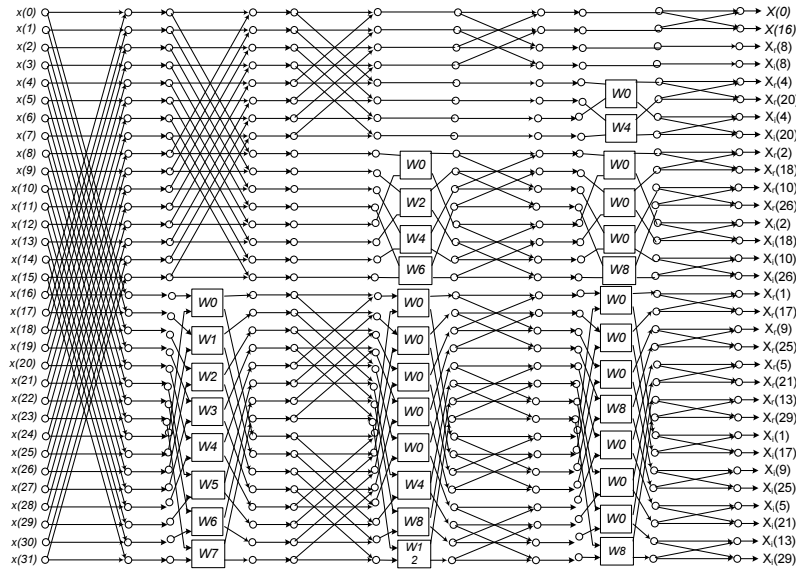 x(0)
x(1)
x(2)
x(3)
x(4)
x(5)
x(6)
x(7)
x(8)
x(9)
x(10)
x(11)
x(12)
x(13)
x(14)
x(15)
x(16)
x(17)
x(18)
x(19)
x(20)
x(21)
x(22)
x(23)
x(24)
x(25)
x(26)
x(27)
x(28)
x(29)
x(30)
x(31)
W0
W1
W2
W3
W4
W5
W6
W7
W0
W2
W4
W6
W0
W0
W0
W0
W0
W4
W8
W1
2
W0
W4
W0
W0
W0
W8
W0
W0
W0
W8
W0
W0
W0
W8
X(0)
X(16)
Xr(8)
Xi(8)
Xr(4)
Xr(20)
Xi(4)
Xi(20)
Xr(2)
Xr(18)
Xr(10)
Xr(26)
Xi(2)
Xi(18)
Xi(10)
Xi(26)
Xr(1)
Xr(17)
Xr(9)
Xr(25)
Xr(5)
Xr(21)
Xr(13)
Xr(29)
Xi(1)
Xi(17)
Xi(9)
Xi(25)
Xi(5)
Xi(21)
Xi(13)
Xi(29)